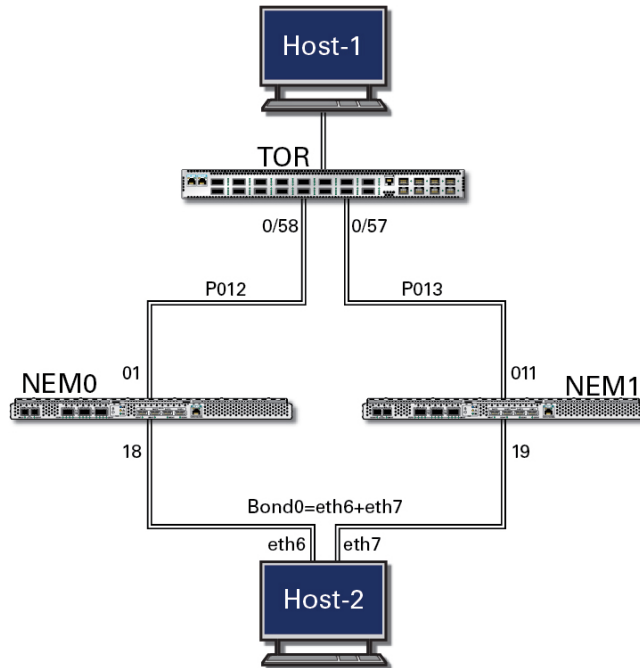 Host-1
TOR
0/58 0/57
P012 P013
01 011
NEM0 NEM1
18 19
Bond0=eth6+eth7
eth6 eth7
Host-2